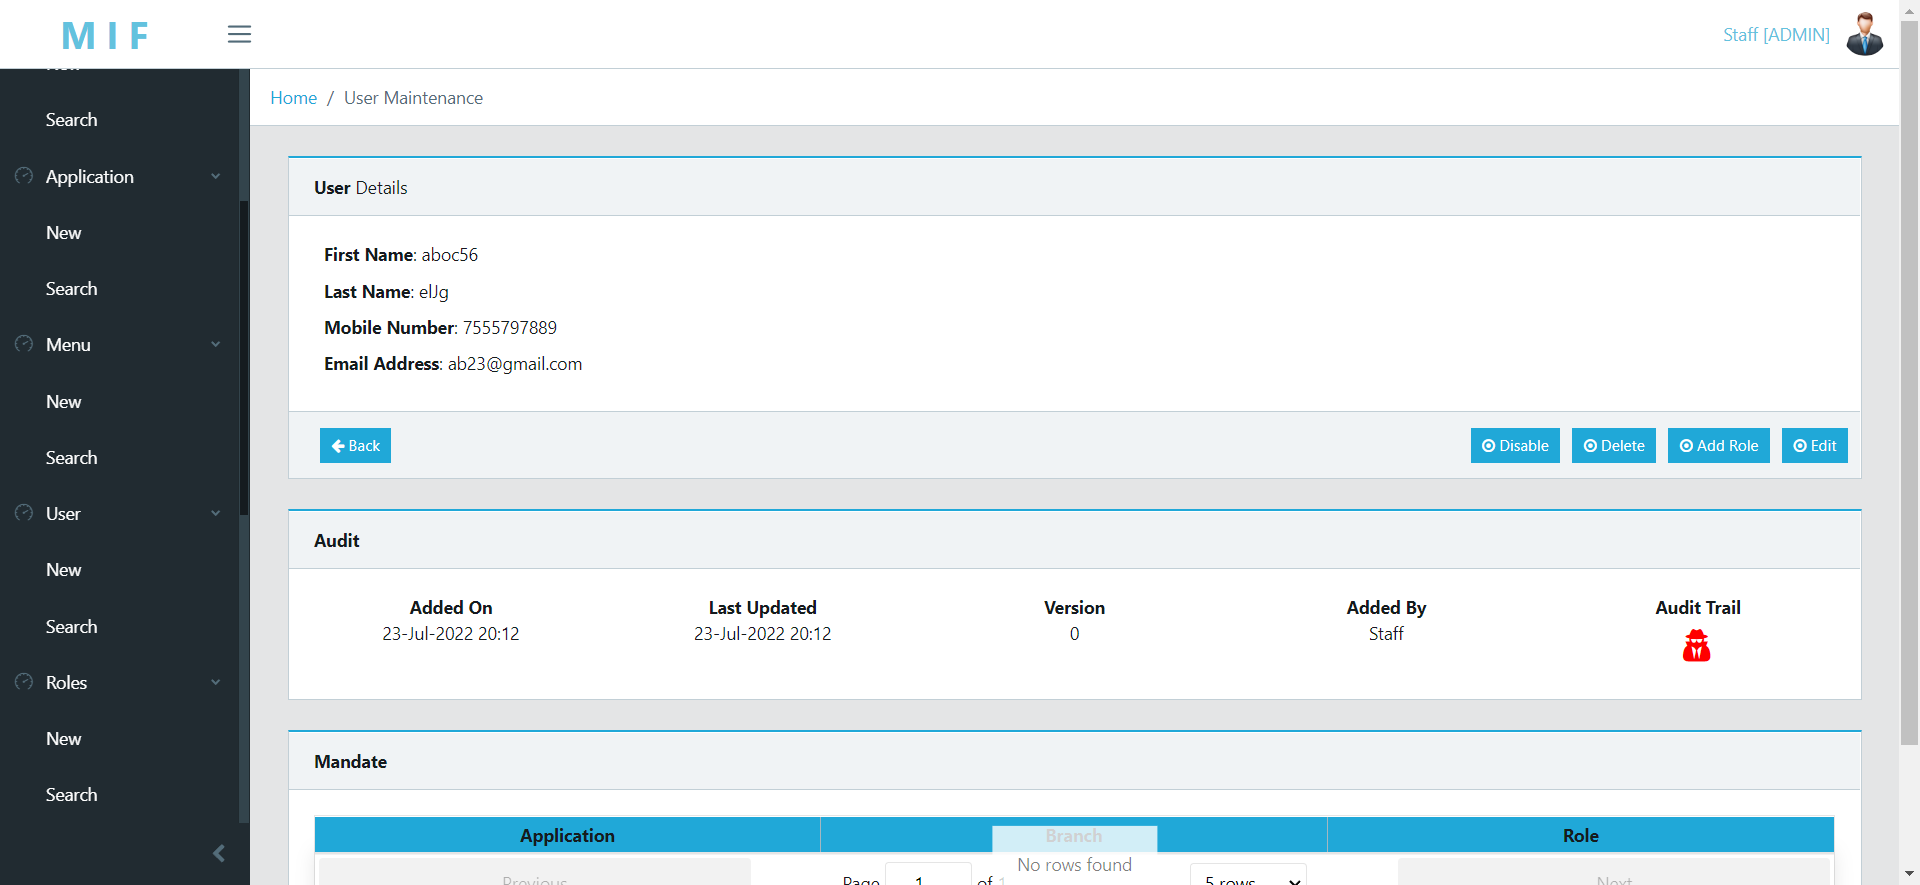 MIF
Staff [ADMIN]
Home / User Maintenance
Search
Application
New
Search
Menu
New
Search
User
New
Search
Roles
New
Search
User Details
First Name: aboc56
Last Name: elJg
Mobile Number: 7555797889
Email Address: ab23@gmail.com
Back
Disable
Delete
Add Role
Edit
Audit
Added On
23-Jul-2022 20:12
Last Updated
23-Jul-2022 20:12
Version
0
Added By
Staff
Audit Trail
Mandate
Application
Branch
Role
No rows found
Previous
Page 1 of 1
5 rows
Next